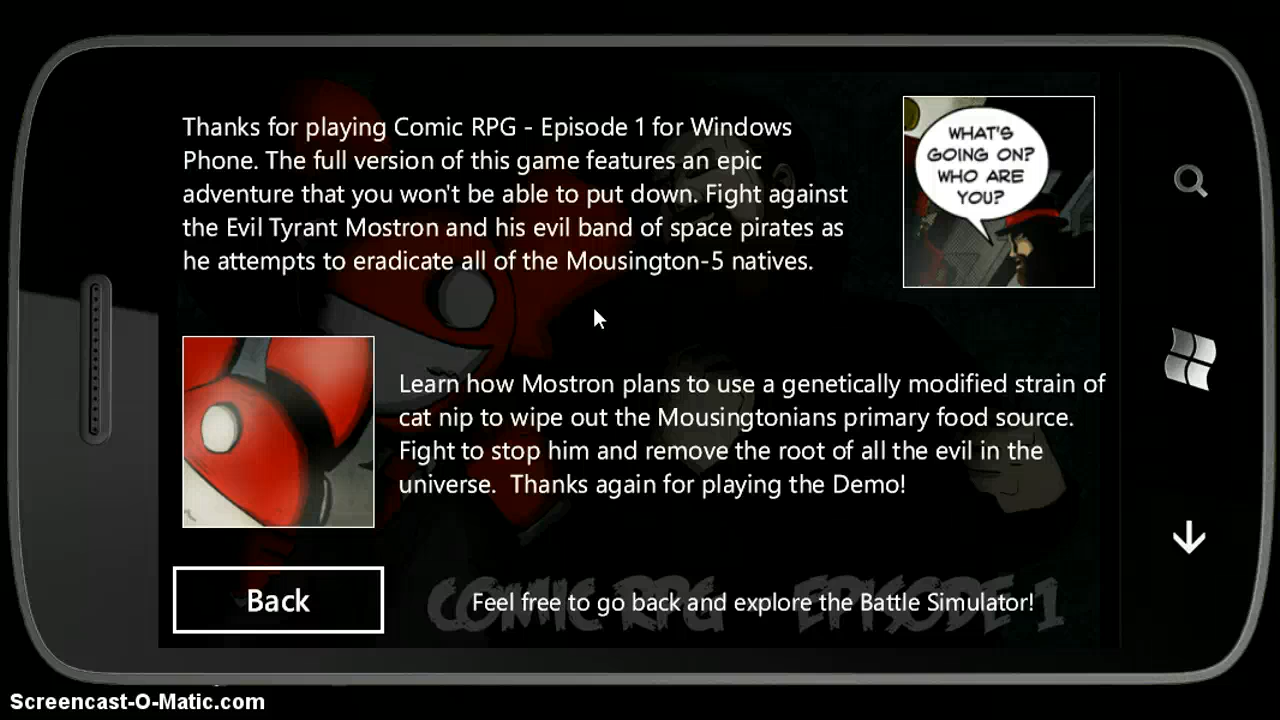 Thanks for playing Comic RPG - Episode 1 for Windows
Phone. The full version of this game features an epic
adventure that you won't be able to put down. Fight against
the Evil Tyrant Mostron and his evil band of space pirates as
he attempts to eradicate all of the Mousington-5 natives.
WHAT'S
GOING ON?
WHO ARE
YOU?
Learn how Mostron plans to use a genetically modified strain of
cat nip to wipe out the Mousingtonians primary food source.
Fight to stop him and remove the root of all the evil in the
universe.  Thanks again for playing the Demo!
Back
COMIC RPG - EPISODE 1
Feel free to go back and explore the Battle Simulator!
Screencast-O-Matic.com